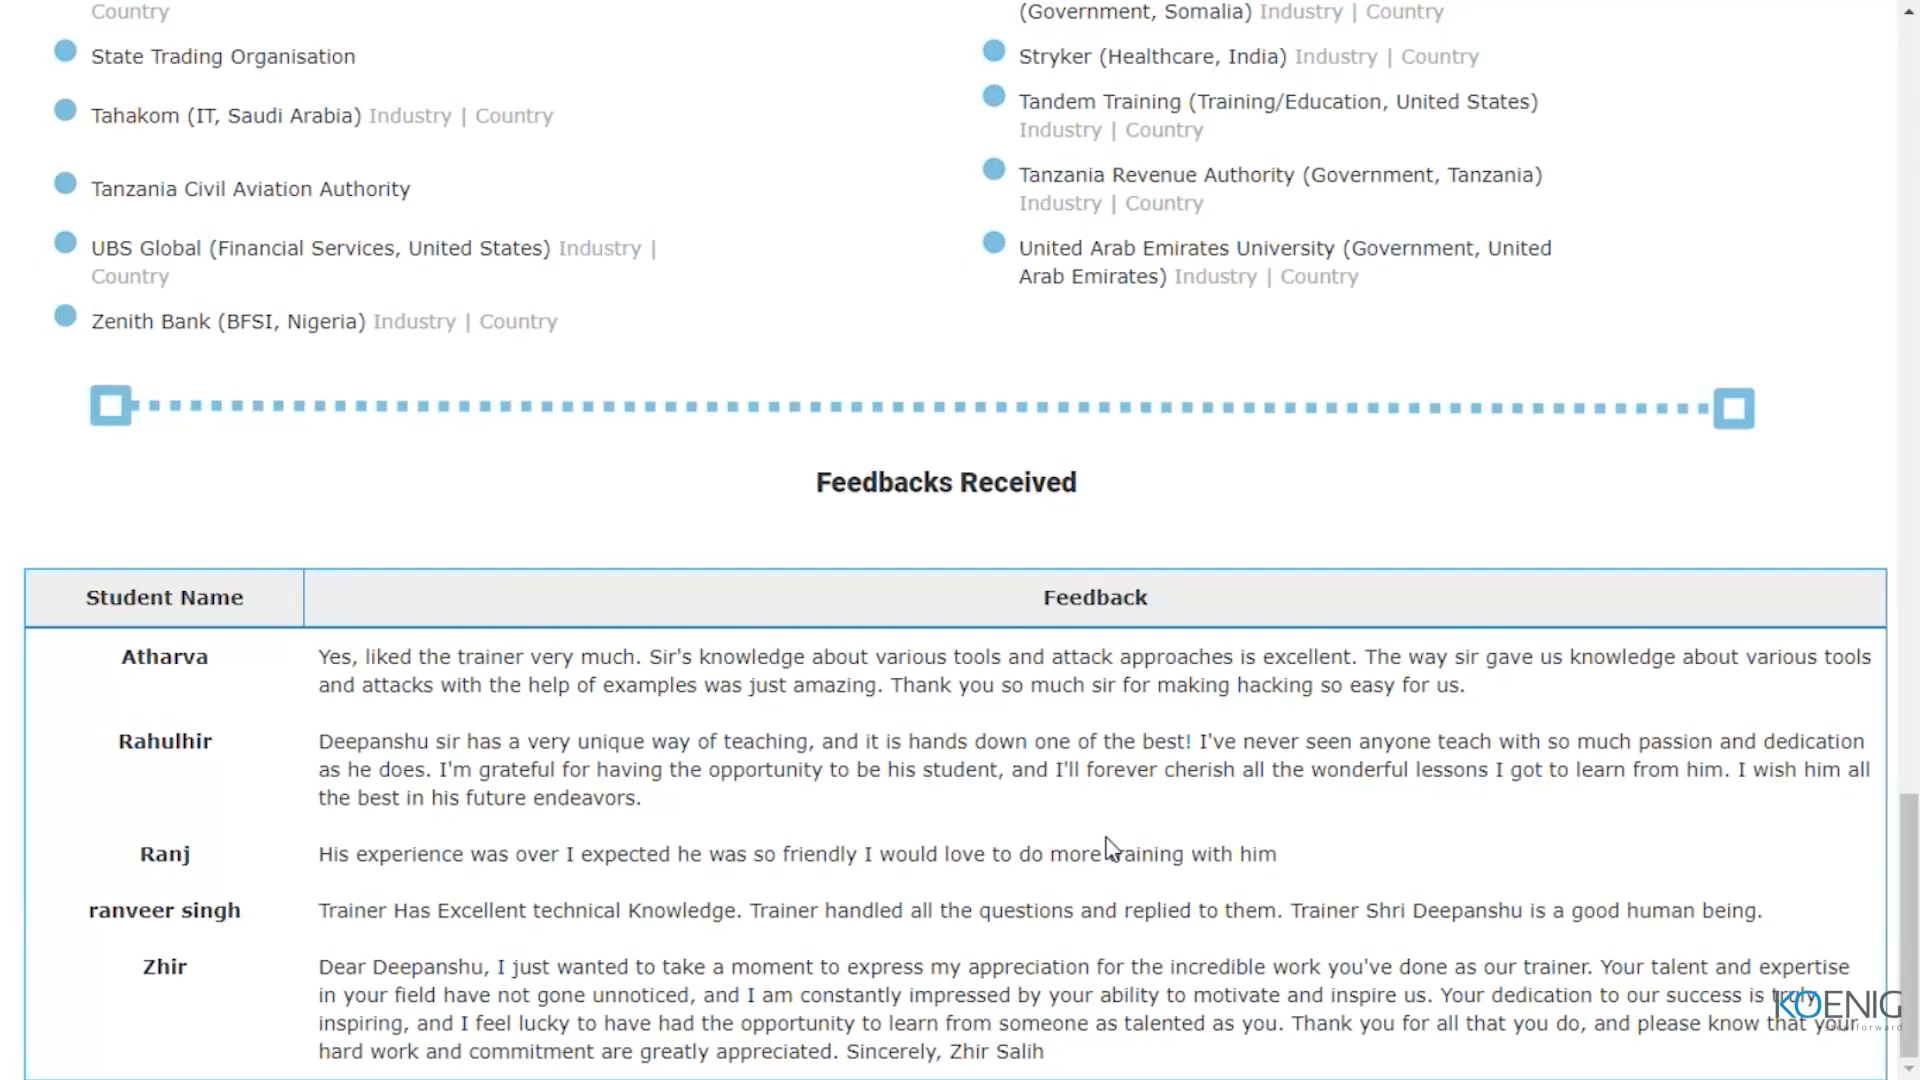 Country
(Government, Somalia) Industry | Country
State Trading Organisation
Stryker (Healthcare, India) Industry | Country
Tahakom (IT, Saudi Arabia) Industry | Country
Tandem Training (Training/Education, United States)
Industry | Country
Tanzania Civil Aviation Authority
Tanzania Revenue Authority (Government, Tanzania)
Industry | Country
UBS Global (Financial Services, United States) Industry |
Country
United Arab Emirates University (Government, United
Arab Emirates) Industry | Country
Zenith Bank (BFSI, Nigeria) Industry | Country
Feedbacks Received
Student Name
Feedback
Atharva
Yes, liked the trainer very much. Sir's knowledge about various tools and attack approaches is excellent. The way sir gave us knowledge about various tools
and attacks with the help of examples was just amazing. Thank you so much sir for making hacking so easy for us.
Rahulhir
Deepanshu sir has a very unique way of teaching, and it is hands down one of the best! I've never seen anyone teach with so much passion and dedication
as he does. I'm grateful for having the opportunity to be his student, and I'll forever cherish all the wonderful lessons I got to learn from him. I wish him all
the best in his future endeavors.
Ranj
His experience was over I expected he was so friendly I would love to do more training with him
ranveer singh
Trainer Has Excellent technical Knowledge. Trainer handled all the questions and replied to them. Trainer Shri Deepanshu is a good human being.
Zhir
Dear Deepanshu, I just wanted to take a moment to express my appreciation for the incredible work you've done as our trainer. Your talent and expertise
in your field have not gone unnoticed, and I am constantly impressed by your ability to motivate and inspire us. Your dedication to our success is truly
inspiring, and I feel lucky to have had the opportunity to learn from someone as talented as you. Thank you for all that you do, and please know that your
hard work and commitment are greatly appreciated. Sincerely, Zhir Salih
KOENIG